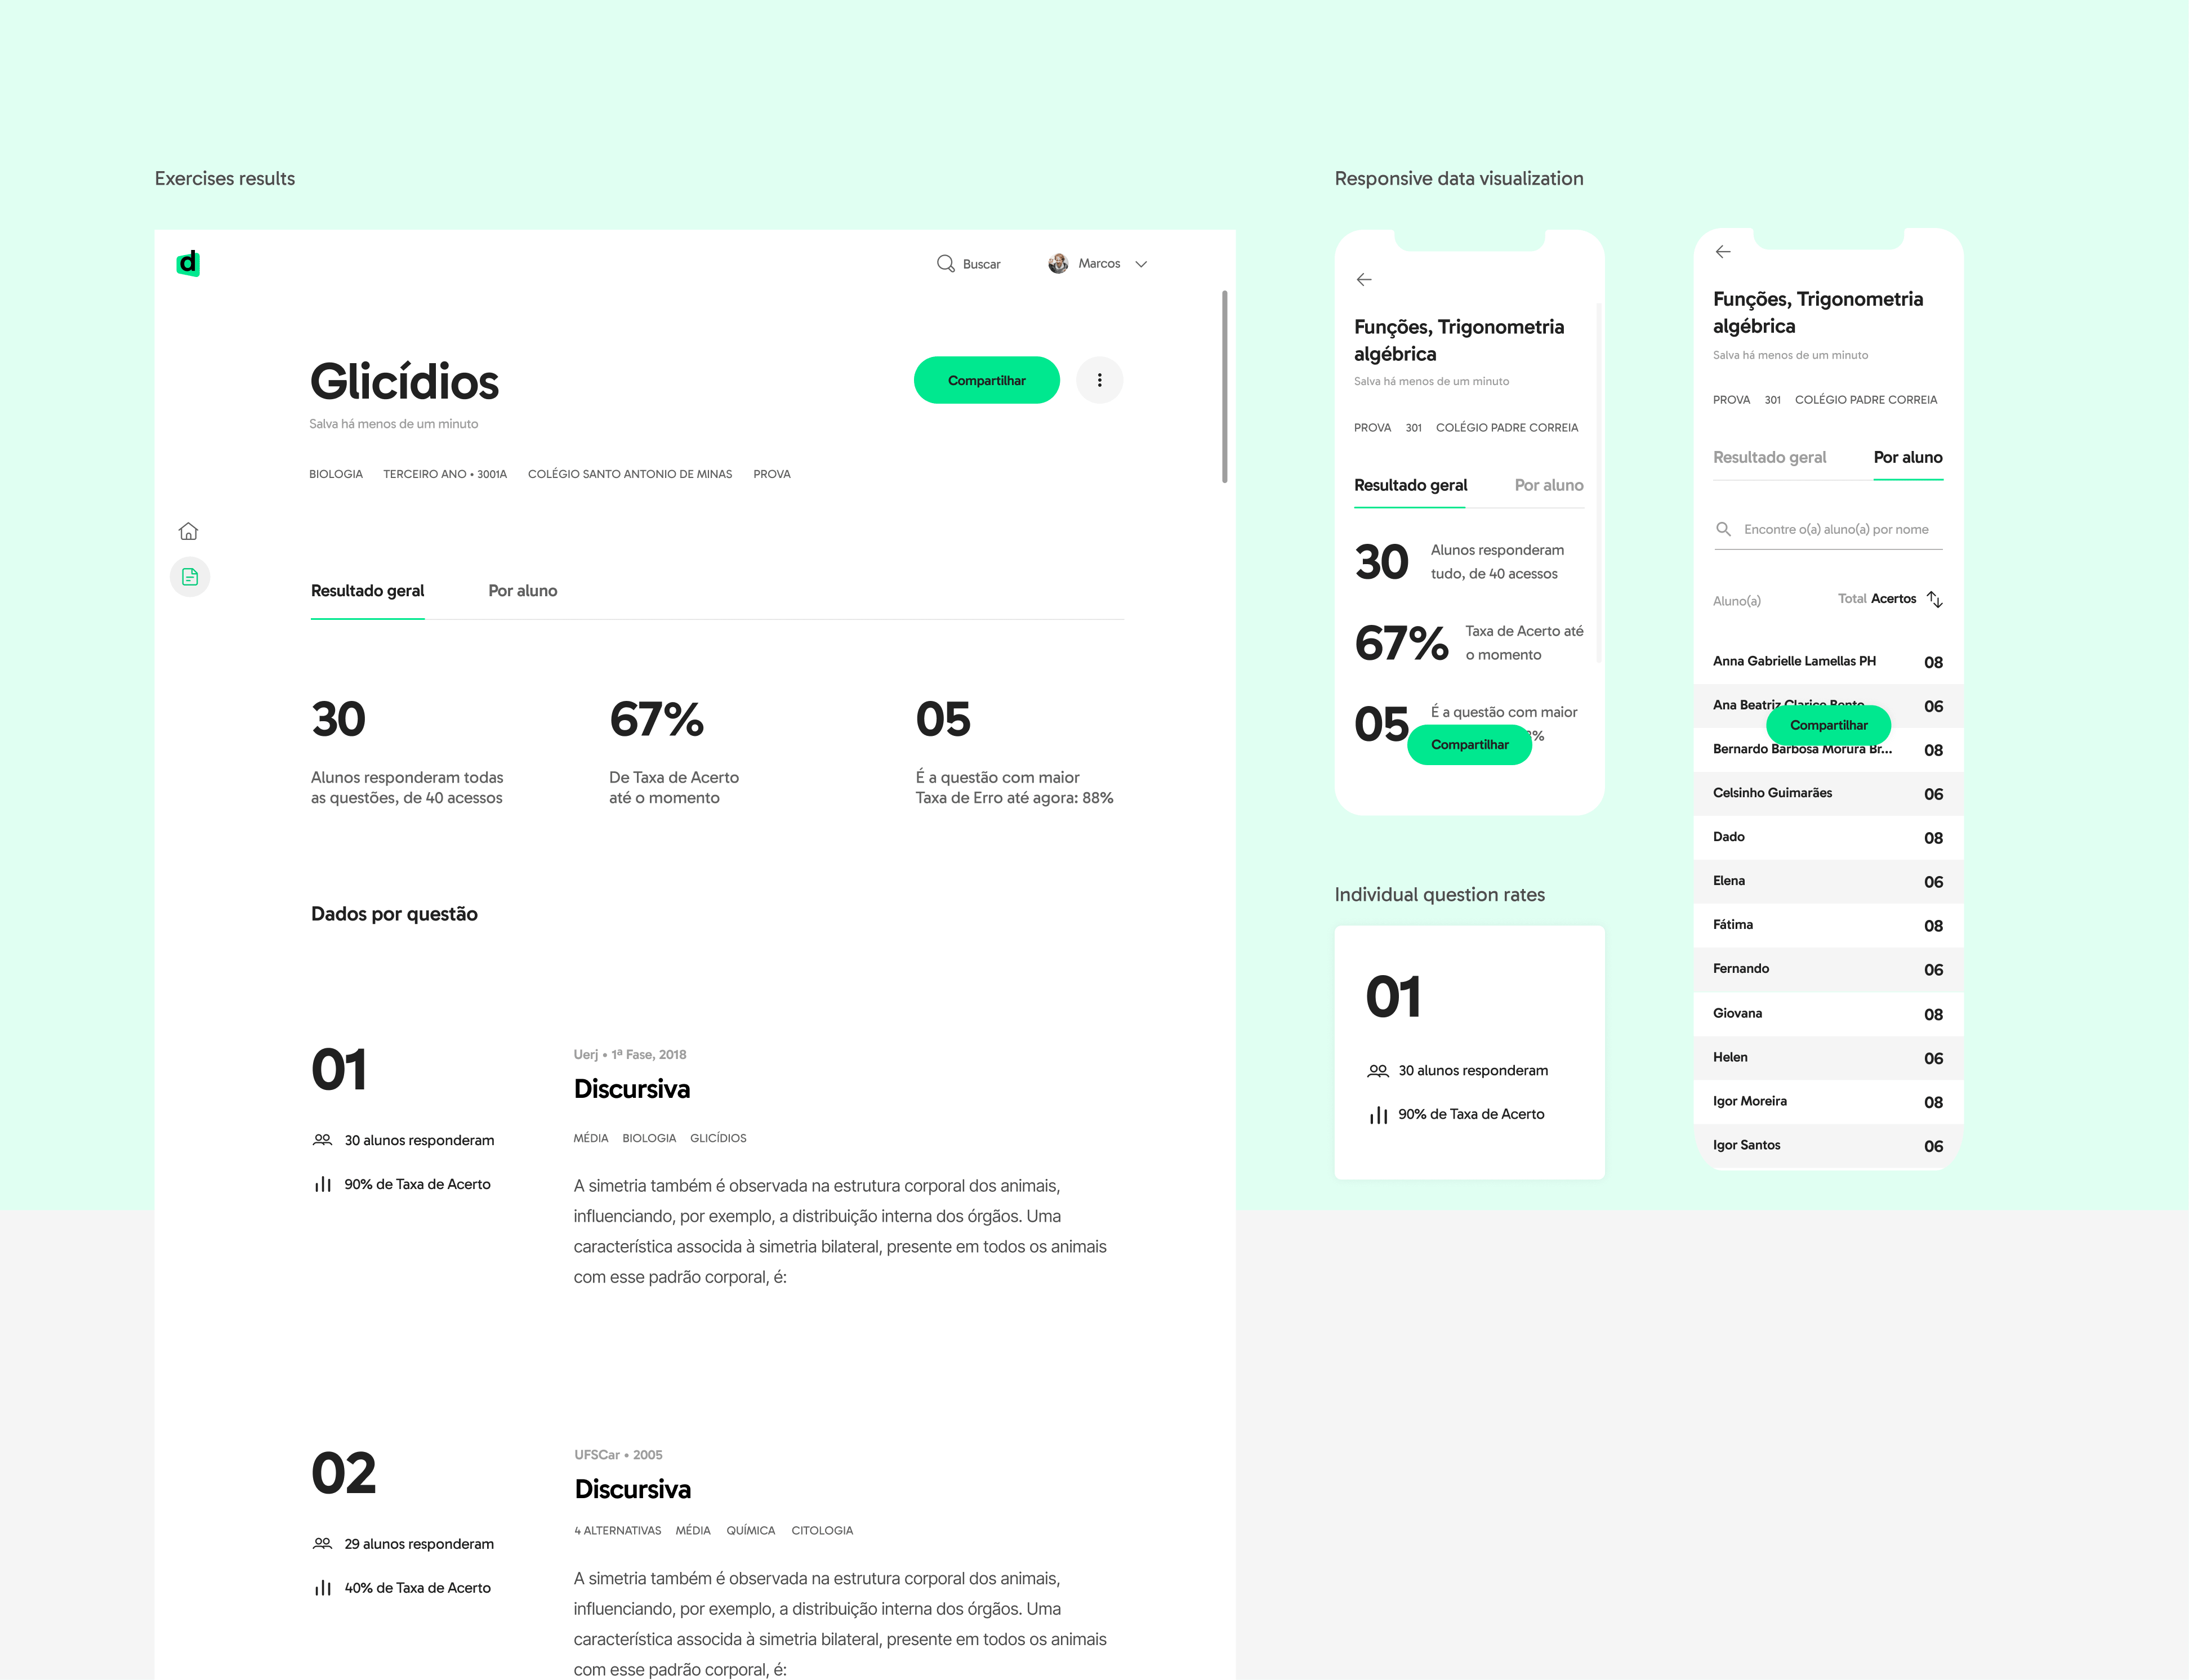 Exercises results
d
Buscar
Marcos
Glicídios
Compartilhar
Salva há menos de um minuto
BIOLOGIA TERCEIRO ANO • 3001A COLÉGIO SANTO ANTONIO DE MINAS PROVA
Resultado geral Por aluno
30
Alunos responderam todas
as questões, de 40 acessos
67%
De Taxa de Acerto
até o momento
05
É a questão com maior
Taxa de Erro até agora: 88%
Dados por questão
01
30 alunos responderam
90% de Taxa de Acerto
Uerj • 1ª Fase, 2018
Discursiva
MÉDIA BIOLOGIA GLICÍDIOS
A simetria também é observada na estrutura corporal dos animais,
influenciando, por exemplo, a distribuição interna dos órgãos. Uma
característica associda à simetria bilateral, presente em todos os animais
com esse padrão corporal, é:
02
29 alunos responderam
40% de Taxa de Acerto
UFSCar • 2005
Discursiva
4 ALTERNATIVAS MÉDIA QUÍMICA CITOLOGIA
A simetria também é observada na estrutura corporal dos animais,
influenciando, por exemplo, a distribuição interna dos órgãos. Uma
característica associda à simetria bilateral, presente em todos os animais
com esse padrão corporal, é:
Responsive data visualization
Funções, Trigonometria
algébrica
Salva há menos de um minuto
PROVA 301 COLÉGIO PADRE CORREIA
Resultado geral Por aluno
30
Alunos responderam
tudo, de 40 acessos
67%
Taxa de Acerto até
o momento
05
É a questão com maior
%
Compartilhar
Individual question rates
01
30 alunos responderam
90% de Taxa de Acerto
Funções, Trigonometria
algébrica
Salva há menos de um minuto
PROVA 301 COLÉGIO PADRE CORREIA
Resultado geral Por aluno
Encontre o(a) aluno(a) por nome
Aluno(a) Total Acertos
Anna Gabrielle Lamellas PH 08
Ana Beatriz Clarice Bento 06
Compartilhar
Bernardo Barbosa Morura Br... 08
Celsinho Guimarães 06
Dado 08
Elena 06
Fátima 08
Fernando 06
Giovana 08
Helen 06
Igor Moreira 08
Igor Santos 06